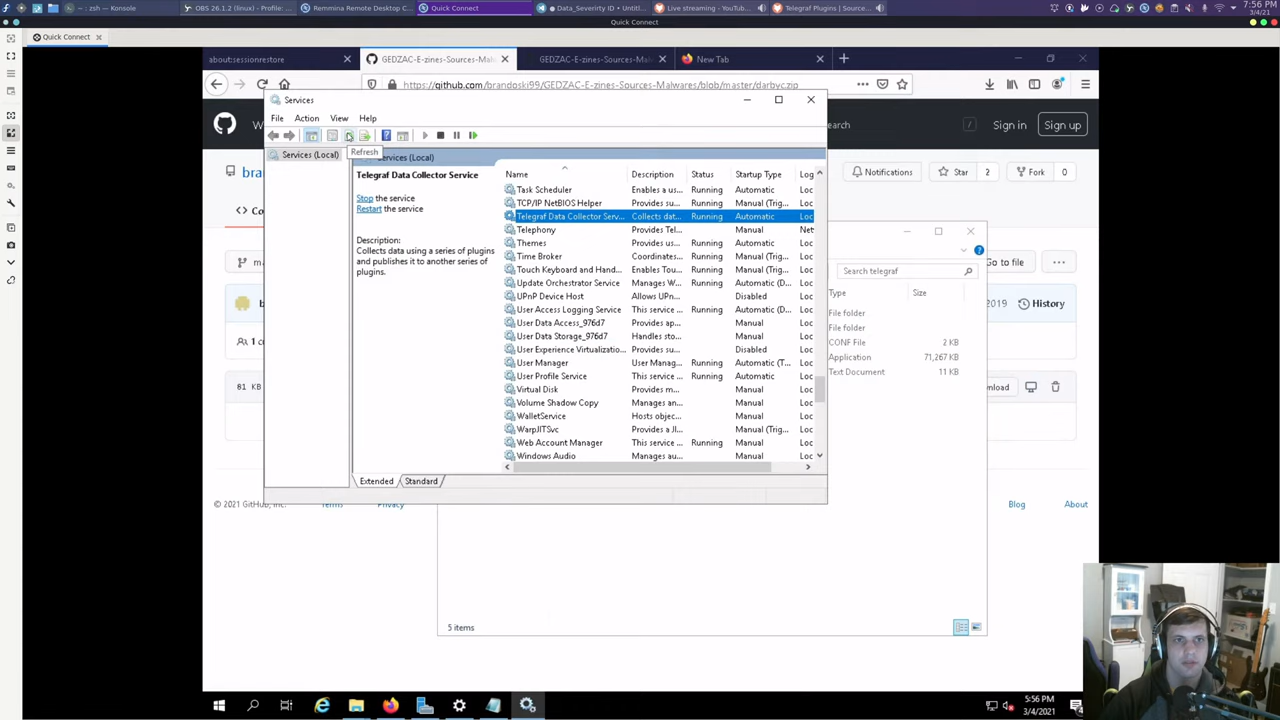 ~ : zsh — Konsole
OBS 26.1.2 (linux) - Profile: ...
Remmina Remote Desktop C...
Quick Connect
Data_Severirty ID • Untitl...
Live streaming - YouTub...
Telegraf Plugins | Source...
7:56 PM
3/4/21
Quick Connect
Quick Connect
about:sessionrestore
GEDZAC-E-zines-Sources-Mal
GEDZAC-E-zines-Sources-Mal
New Tab
https://github.com/brandoski99/GEDZAC-E-zines-Sources-Malwares/blob/master/darbyc.zip
Services
File Action View Help
Refresh
Sign in
Sign up
Services (Local)
Services (Local)
Telegraf Data Collector Service
Stop the service
Restart the service
Description:
Collects data using a series of plugins
and publishes it to another series of
plugins.
Name Description Status Startup Type Log
Task Scheduler Enables a us... Running Automatic Loc
TCP/IP NetBIOS Helper Provides su... Running Manual (Trig... Loc
Telegraf Data Collector Serv... Collects dat... Running Automatic Loc
Telephony Provides Tel... Manual Net
Themes Provides us... Running Automatic Loc
Time Broker Coordinates... Running Manual (Trig... Loc
Touch Keyboard and Hand... Enables Tou... Running Manual (Trig... Loc
Update Orchestrator Service Manages W... Running Automatic (D... Loc
UPnP Device Host Allows UPn... Disabled Loc
User Access Logging Service This service ... Running Automatic (D... Loc
User Data Access_976d7 Provides ap... Manual Loc
User Data Storage_976d7 Handles sto... Manual Loc
User Experience Virtualizatio... Provides su... Disabled Loc
User Manager User Manag... Running Automatic (T... Loc
User Profile Service This service ... Running Automatic Loc
Virtual Disk Provides m... Manual Loc
Volume Shadow Copy Manages an... Manual Loc
WalletService Hosts objec... Manual Loc
WarpJITSvc Provides a JI... Manual (Trig... Loc
Web Account Manager This service ... Running Manual Loc
Windows Audio Manages au... Manual Loc
Extended Standard
Notifications
Star 2
Fork 0
Go to file
2019 History
Search telegraf
Type Size
File folder
File folder
CONF File 2 KB
Application 71,267 KB
Text Document 11 KB
81 KB
© 2021 GitHub, Inc. Terms Privacy
Blog About
5 items
5:56 PM
3/4/2021